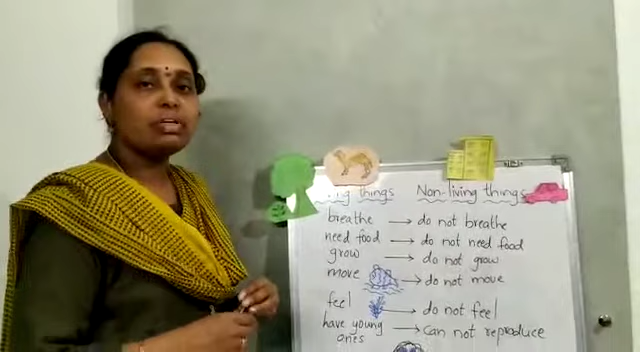 things Non-living things
breathe → do not breathe
need food → do not need food
grow → do not grow
move → do not move
feel → do not feel
have young ones → can not reproduce